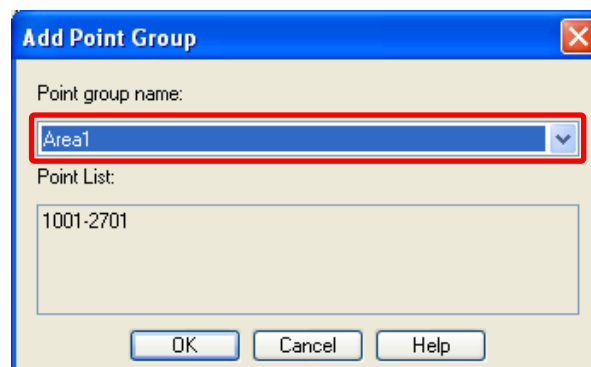 Add Point Group
Point group name:
Area1
Point List:
1001-2701
OK Cancel Help